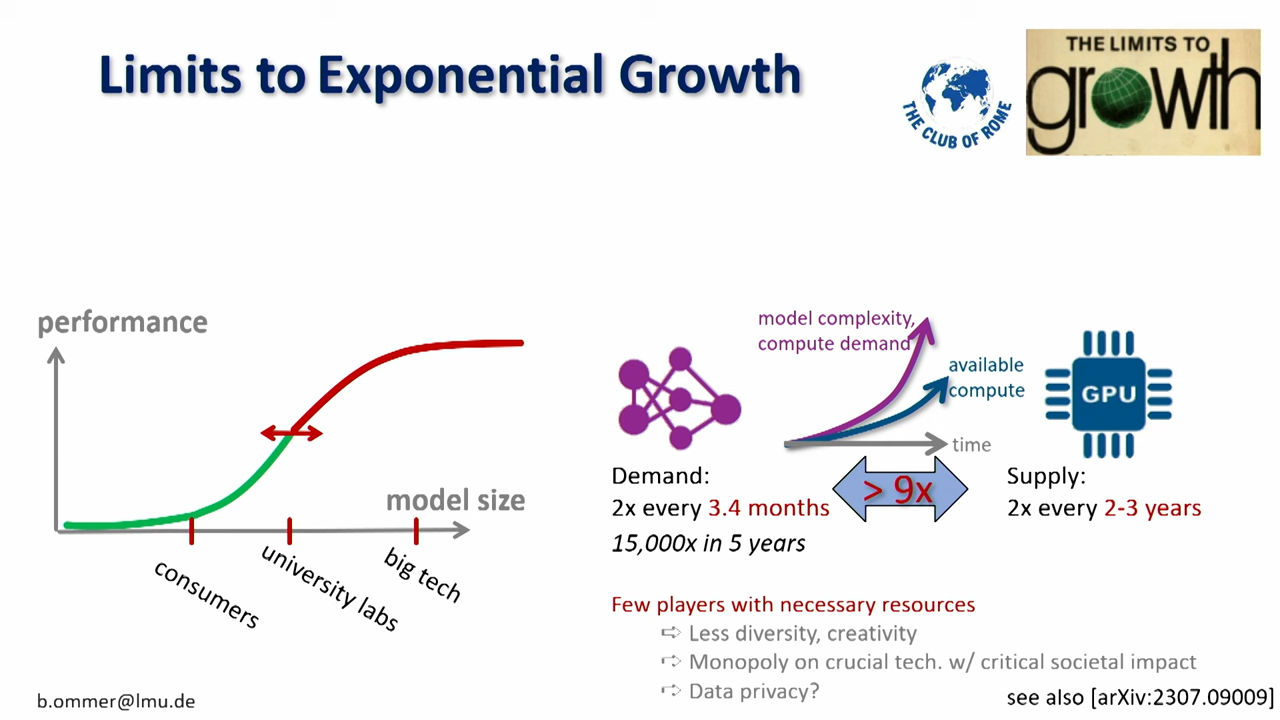 Limits to Exponential Growth
THE CLUB OF ROME
THE LIMITS TO
growth
performance
model size
consumers
university labs
big tech
model complexity,
compute demand
available
compute
time
GPU
Demand:
2x every 3.4 months
15,000x in 5 years
> 9x
Supply:
2x every 2-3 years
Few players with necessary resources
⇨ Less diversity, creativity
⇨ Monopoly on crucial tech. w/ critical societal impact
⇨ Data privacy?
b.ommer@lmu.de
see also [arXiv:2307.09009]